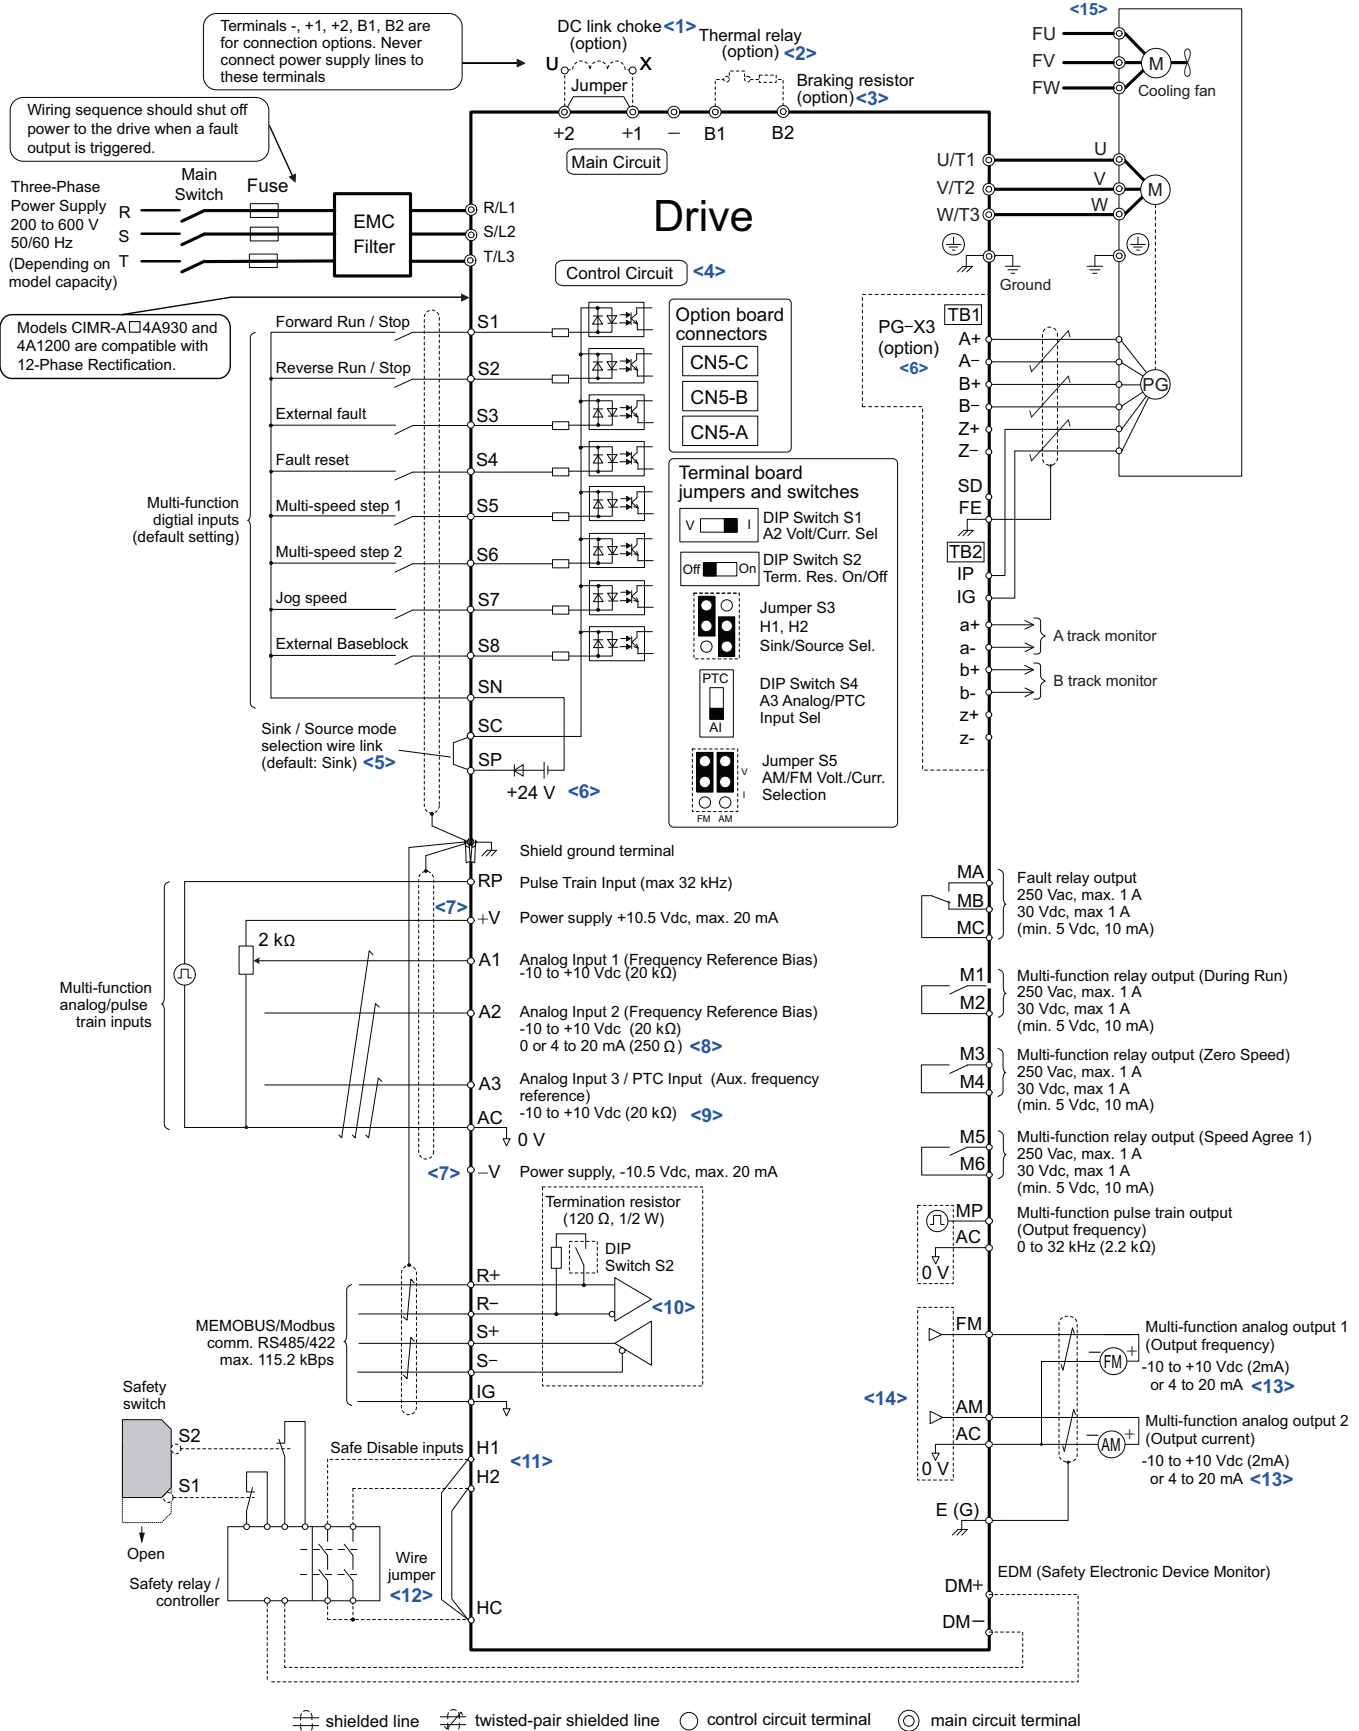 Terminals -, +1, +2, B1, B2 are
for connection options. Never
connect power supply lines to
these terminals
DC link choke <1>
(option)
U X
Jumper
Thermal relay
(option) <2>
Braking resistor
(option) <3>
+2 +1 − B1 B2
Main Circuit
<15>
FU
FV
FW
M
Cooling fan
Wiring sequence should shut off
power to the drive when a fault
output is triggered.
Three-Phase
Power Supply
200 to 600 V
50/60 Hz
(Depending on
model capacity)
R
S
T
Main
Switch
Fuse
EMC
Filter
R/L1
S/L2
T/L3
Drive
U/T1
V/T2
W/T3
U
V
W
M
Ground
Models CIMR-A□4A930 and
4A1200 are compatible with
12-Phase Rectification.
Control Circuit <4>
Multi-function
digtial inputs
(default setting)
Forward Run / Stop S1
Reverse Run / Stop S2
External fault S3
Fault reset S4
Multi-speed step 1 S5
Multi-speed step 2 S6
Jog speed S7
External Baseblock S8
SN
SC
SP
Sink / Source mode
selection wire link
(default: Sink) <5>
+24 V <6>
Option board
connectors
CN5-C
CN5-B
CN5-A
Terminal board
jumpers and switches
V I
DIP Switch S1
A2 Volt/Curr. Sel
Off On
DIP Switch S2
Term. Res. On/Off
Jumper S3
H1, H2
Sink/Source Sel.
PTC
AI
DIP Switch S4
A3 Analog/PTC
Input Sel
V
I
FM AM
Jumper S5
AM/FM Volt./Curr.
Selection
PG−X3
(option)
<6>
TB1
A+
A−
B+
B−
Z+
Z−
SD
FE
PG
TB2
IP
IG
a+
a-
A track monitor
b+
b-
B track monitor
z+
z-
Shield ground terminal
Multi-function
analog/pulse
train inputs
2 kΩ
RP Pulse Train Input (max 32 kHz)
<7> +V Power supply +10.5 Vdc, max. 20 mA
A1 Analog Input 1 (Frequency Reference Bias)
-10 to +10 Vdc (20 kΩ)
A2 Analog Input 2 (Frequency Reference Bias)
-10 to +10 Vdc (20 kΩ)
0 or 4 to 20 mA (250 Ω) <8>
A3 Analog Input 3 / PTC Input (Aux. frequency
reference)
-10 to +10 Vdc (20 kΩ) <9>
AC
0 V
<7> −V Power supply, -10.5 Vdc, max. 20 mA
MA
MB
MC
Fault relay output
250 Vac, max. 1 A
30 Vdc, max 1 A
(min. 5 Vdc, 10 mA)
M1
M2
Multi-function relay output (During Run)
250 Vac, max. 1 A
30 Vdc, max 1 A
(min. 5 Vdc, 10 mA)
M3
M4
Multi-function relay output (Zero Speed)
250 Vac, max. 1 A
30 Vdc, max 1 A
(min. 5 Vdc, 10 mA)
M5
M6
Multi-function relay output (Speed Agree 1)
250 Vac, max. 1 A
30 Vdc, max 1 A
(min. 5 Vdc, 10 mA)
MP
AC
0 V
Multi-function pulse train output
(Output frequency)
0 to 32 kHz (2.2 kΩ)
Termination resistor
(120 Ω, 1/2 W)
DIP
Switch S2
<10>
MEMOBUS/Modbus
comm. RS485/422
max. 115.2 kBps
R+
R−
S+
S−
IG
<14>
FM
AM
AC
0 V
− FM +
Multi-function analog output 1
(Output frequency)
-10 to +10 Vdc (2mA)
or 4 to 20 mA <13>
− AM +
Multi-function analog output 2
(Output current)
-10 to +10 Vdc (2mA)
or 4 to 20 mA <13>
E (G)
Safety
switch
S2
S1
Open
Safety relay /
controller
Safe Disable inputs
H1 <11>
H2
Wire
jumper
<12>
HC
EDM (Safety Electronic Device Monitor)
DM+
DM−
shielded line twisted-pair shielded line control circuit terminal main circuit terminal